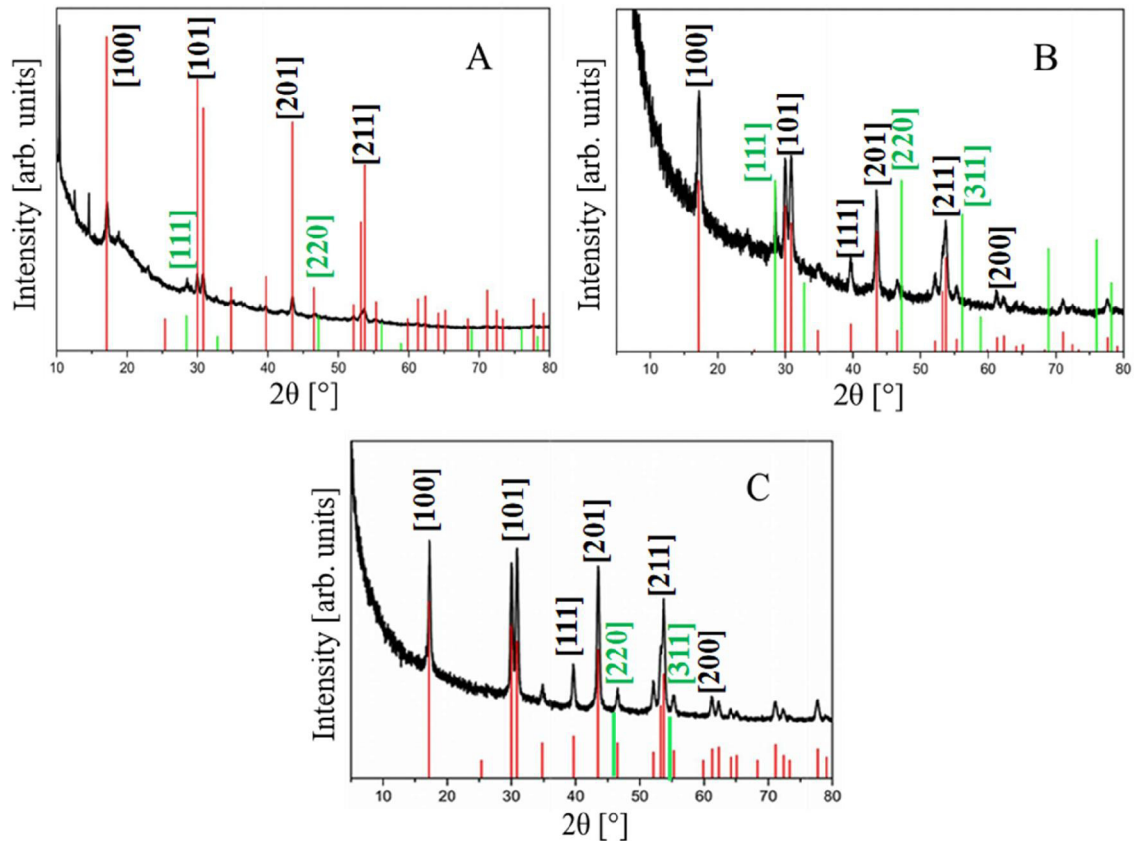 A
Intensity [arb. units]
[100]
[111]
[101]
[201]
[220]
[211]
10 20 30 40 50 60 70 80
2θ [°]
B
Intensity [arb. units]
[100]
[111]
[101]
[111]
[201]
[220]
[211]
[311]
[200]
10 20 30 40 50 60 70 80
2θ [°]
C
Intensity [arb. units]
[100]
[101]
[111]
[201]
[220]
[211]
[311]
[200]
10 20 30 40 50 60 70 80
2θ [°]